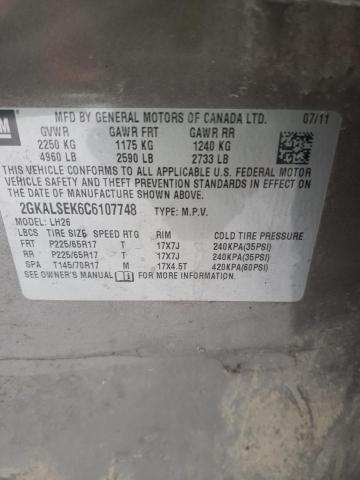 GM
MFD BY GENERAL MOTORS OF CANADA LTD. 07/11
GVWR GAWR FRT GAWR RR
2250 KG 1175 KG 1240 KG
4960 LB 2590 LB 2733 LB
THIS VEHICLE CONFORMS TO ALL APPLICABLE U.S. FEDERAL MOTOR
VEHICLE SAFETY AND THEFT PREVENTION STANDARDS IN EFFECT ON THE
DATE OF MANUFACTURE SHOWN ABOVE.
2GKALSEK6C6107748 TYPE: M.P.V.
MODEL: LH26
LBCS TIRE SIZE SPEED RTG RIM COLD TIRE PRESSURE
FRT P225/65R17 T 17X7J 240KPA(35PSI)
RR P225/65R17 T 17X7J 240KPA(35PSI)
SPA T145/70R17 M 17X4.5T 420KPA(60PSI)
SEE OWNER'S MANUAL FOR MORE INFORMATION.